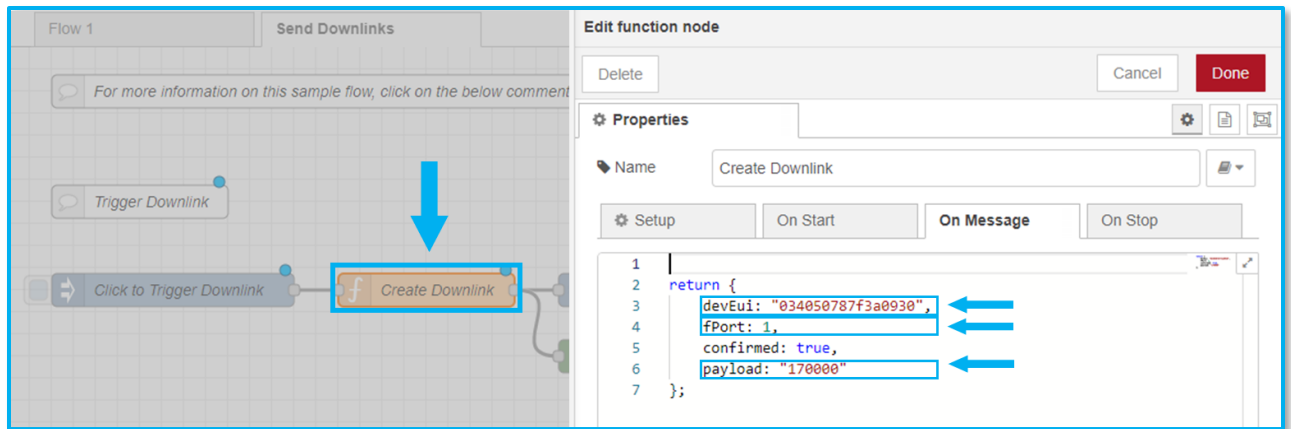 Flow 1
Send Downlinks
For more information on this sample flow, click on the below comment
Trigger Downlink
Click to Trigger Downlink
f Create Downlink
Edit function node
Delete
Cancel
Done
Properties
Name
Create Downlink
Setup
On Start
On Message
On Stop
1
2 return {
3 devEui: "034050787f3a0930",
4 fPort: 1,
5 confirmed: true,
6 payload: "170000"
7 };